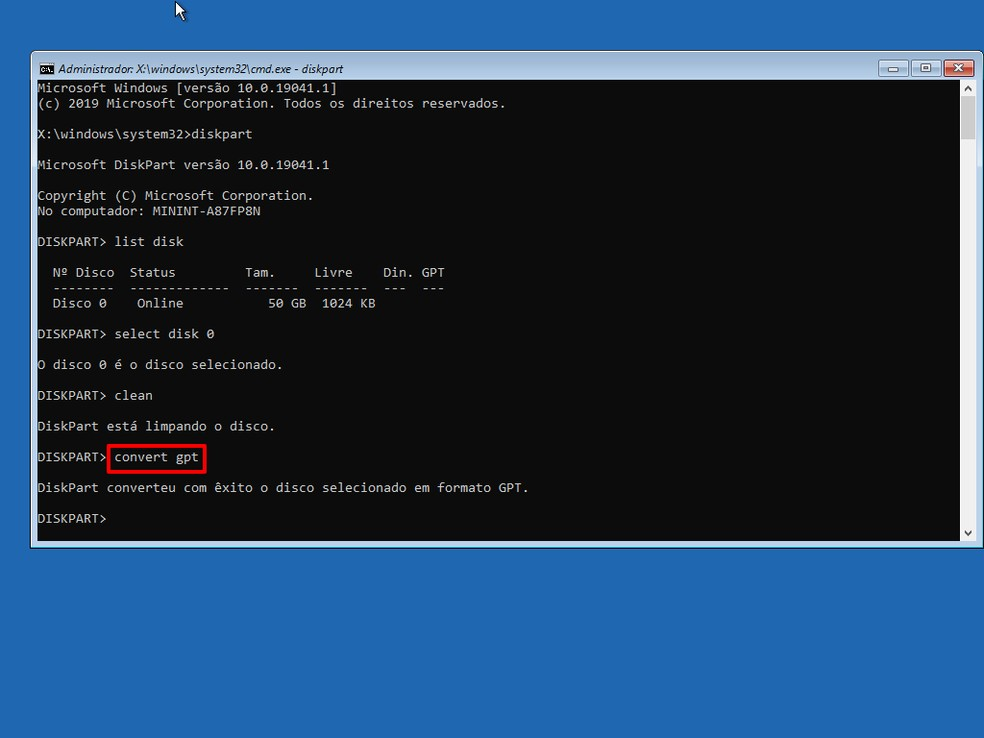 Administrador: X:\windows\system32\cmd.exe - diskpart
Microsoft Windows [versão 10.0.19041.1]
(c) 2019 Microsoft Corporation. Todos os direitos reservados.
X:\windows\system32>diskpart
Microsoft DiskPart versão 10.0.19041.1
Copyright (C) Microsoft Corporation.
No computador: MININT-A87FP8N
DISKPART> list disk
Nº Disco  Status         Tam.     Livre    Din. GPT
--------  -------------  -------  -------  ---  ---
Disco 0    Online           50 GB  1024 KB
DISKPART> select disk 0
O disco 0 é o disco selecionado.
DISKPART> clean
DiskPart está limpando o disco.
DISKPART> convert gpt
DiskPart converteu com êxito o disco selecionado em formato GPT.
DISKPART>